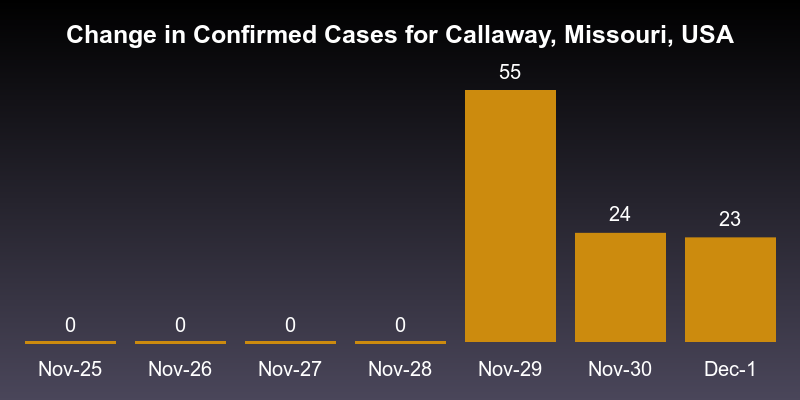 Change in Confirmed Cases for Callaway, Missouri, USA
55
24
23
0 0 0 0
Nov-25 Nov-26 Nov-27 Nov-28 Nov-29 Nov-30 Dec-1